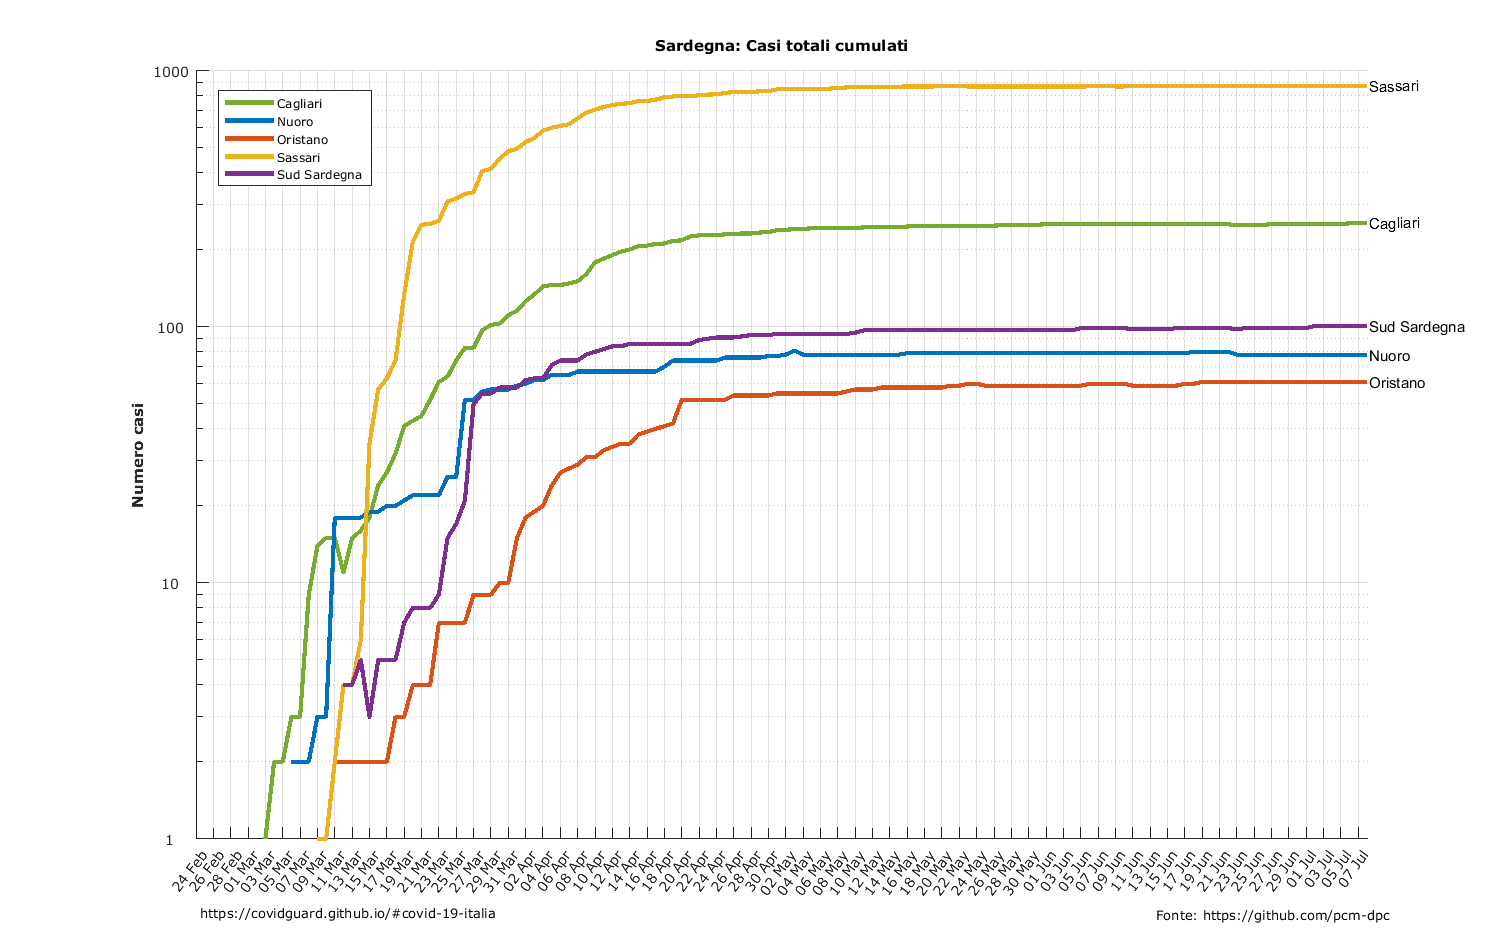 Sardegna: Casi totali cumulati
1000
100
10
1
Numero casi
Cagliari
Nuoro
Oristano
Sassari
Sud Sardegna
Sassari
Cagliari
Sud Sardegna
Nuoro
Oristano
24 Feb
26 Feb
28 Feb
01 Mar
03 Mar
05 Mar
07 Mar
09 Mar
11 Mar
13 Mar
15 Mar
17 Mar
19 Mar
21 Mar
23 Mar
25 Mar
27 Mar
29 Mar
31 Mar
02 Apr
04 Apr
06 Apr
08 Apr
10 Apr
12 Apr
14 Apr
16 Apr
18 Apr
20 Apr
22 Apr
24 Apr
26 Apr
28 Apr
30 Apr
02 May
04 May
06 May
08 May
10 May
12 May
14 May
16 May
18 May
20 May
22 May
24 May
26 May
28 May
30 May
01 Jun
03 Jun
05 Jun
07 Jun
09 Jun
11 Jun
13 Jun
15 Jun
17 Jun
19 Jun
21 Jun
23 Jun
25 Jun
27 Jun
29 Jun
01 Jul
03 Jul
05 Jul
07 Jul
https://covidguard.github.io/#covid-19-italia
Fonte: https://github.com/pcm-dpc